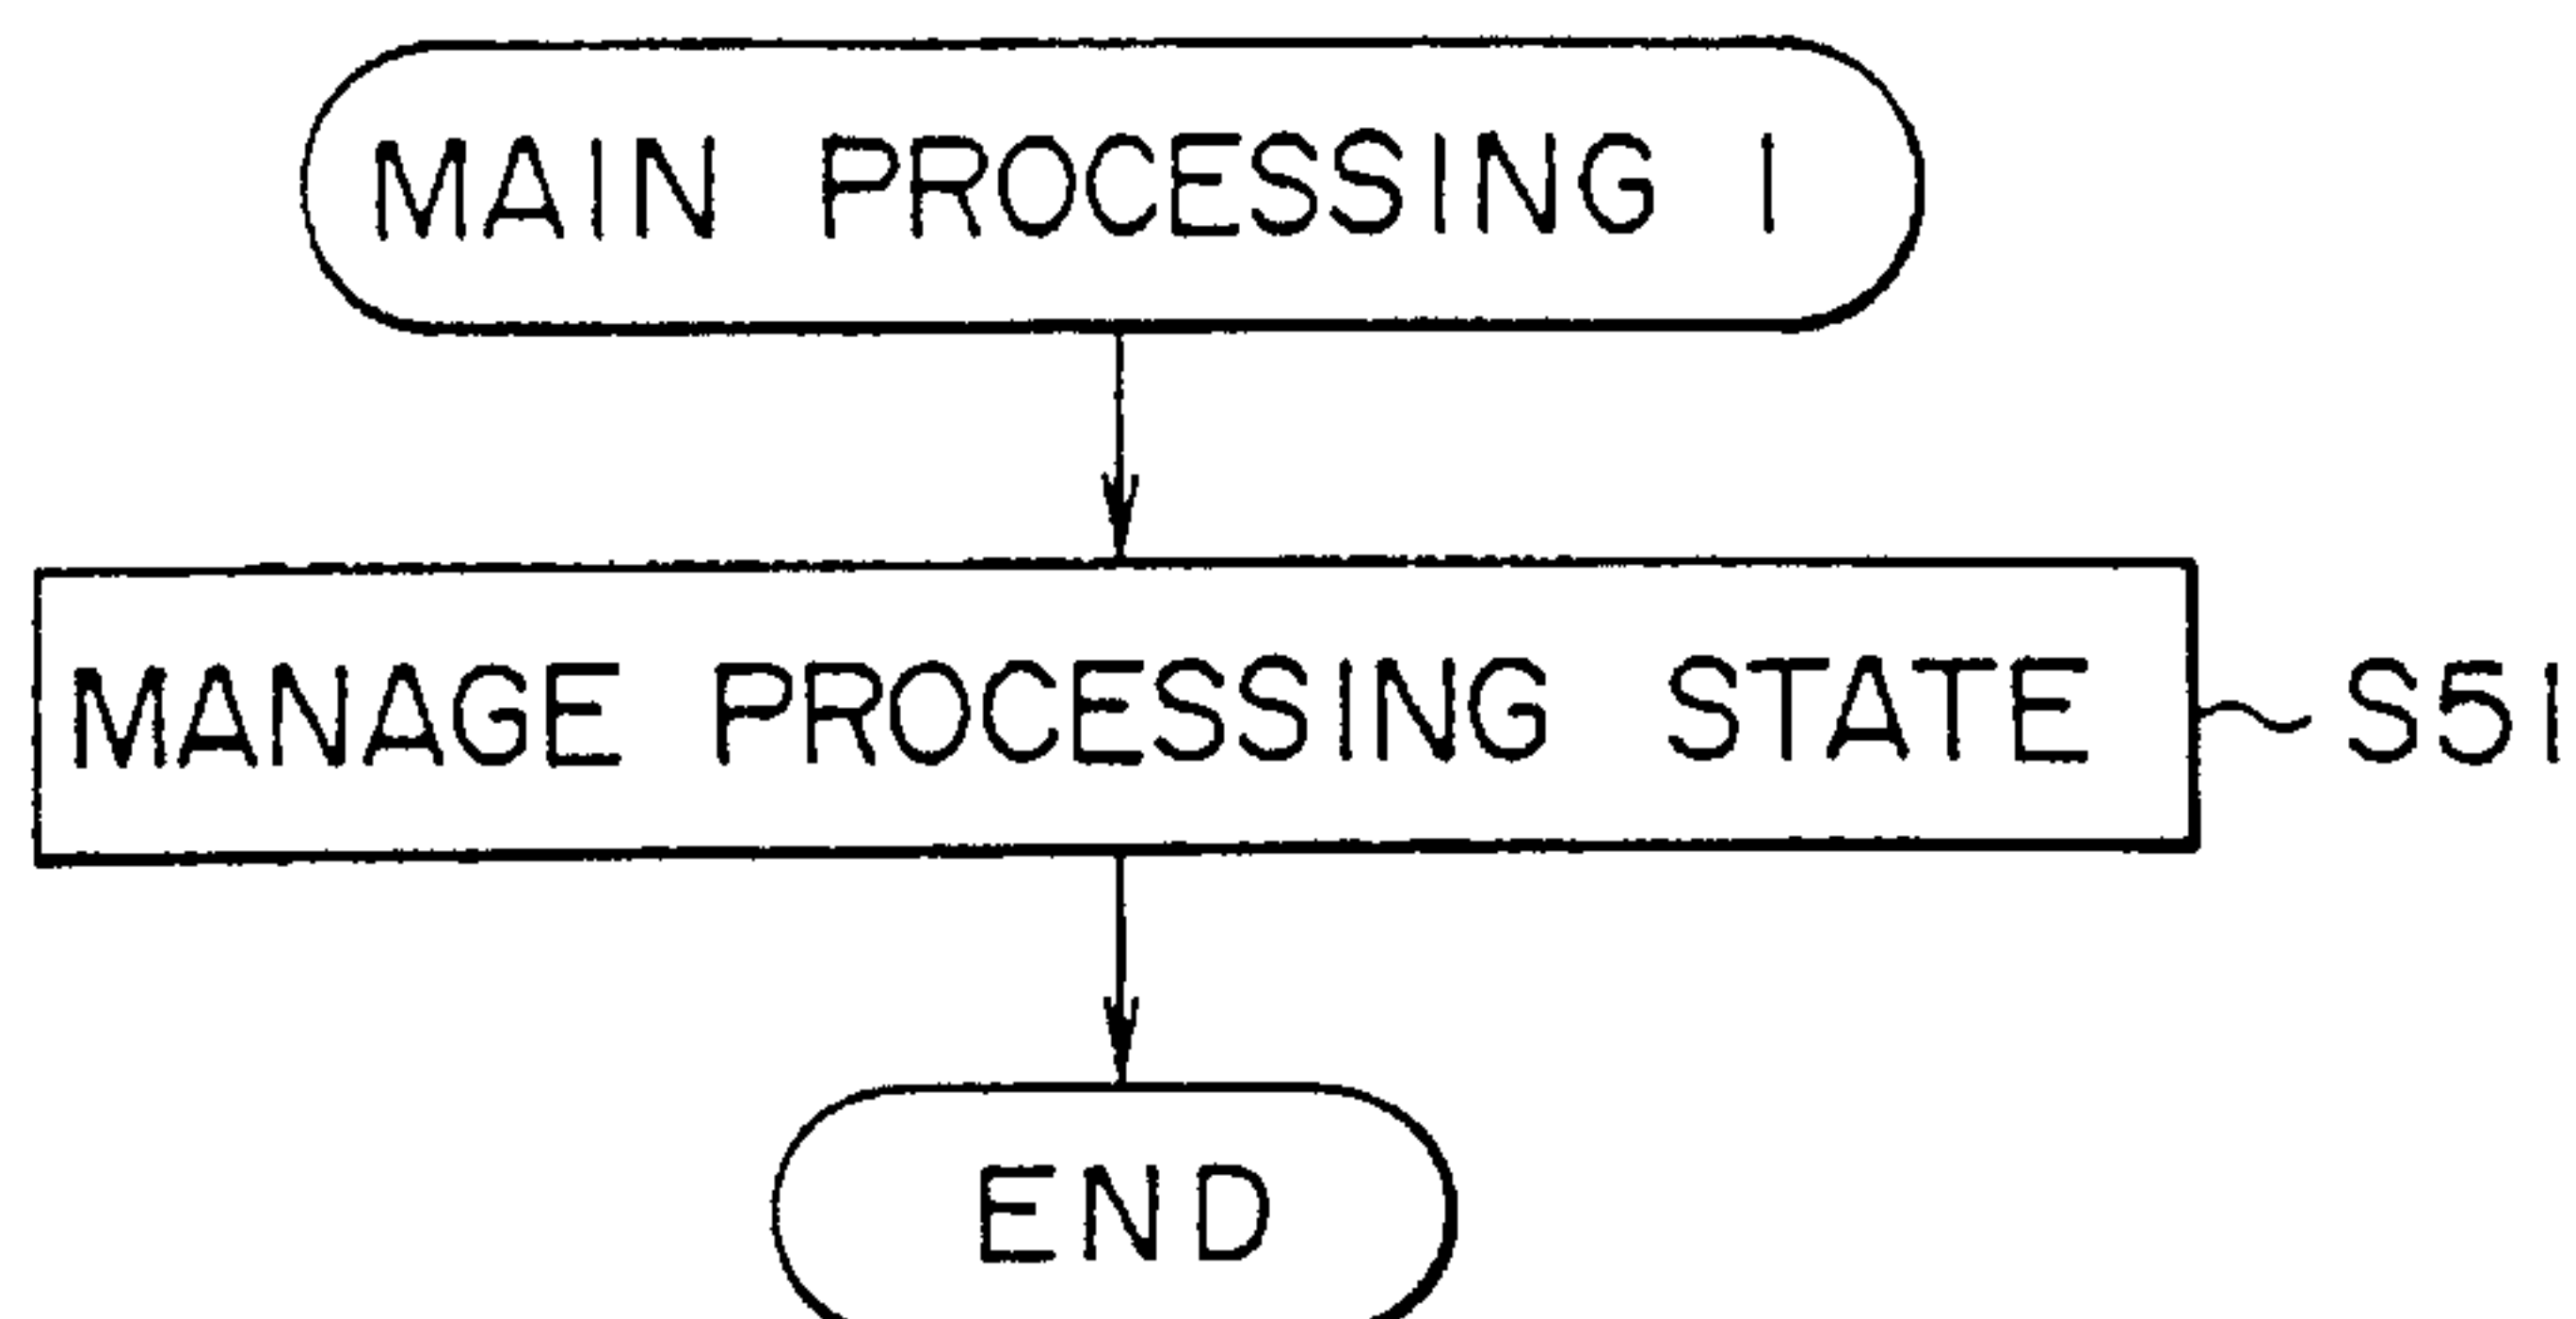 MAIN PROCESSING 1
MANAGE PROCESSING STATE
S51
END